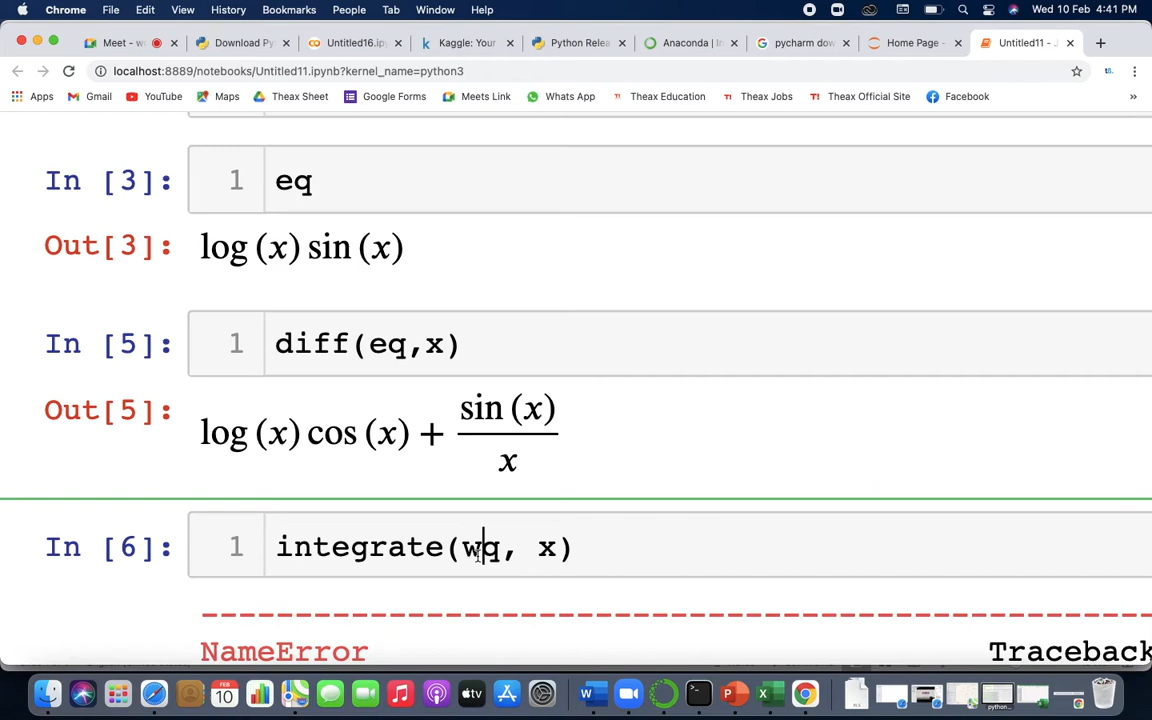 Chrome File Edit View History Bookmarks People Tab Window Help Wed 10 Feb 4:41 PM
Meet - w Download Py Untitled16.ip Kaggle: Your Python Relea Anaconda | In pycharm dow Home Page - Untitled11 - J
localhost:8889/notebooks/Untitled11.ipynb?kernel_name=python3
Apps Gmail YouTube Maps Theax Sheet Google Forms Meets Link Whats App Theax Education Theax Jobs Theax Official Site Facebook »
In [3]: 1 eq
Out[3]: log (x) sin (x)
In [5]: 1 diff(eq,x)
Out[5]: log (x) cos (x) + sin (x)
x
In [6]: 1 integrate(wq, x)
NameError Traceback